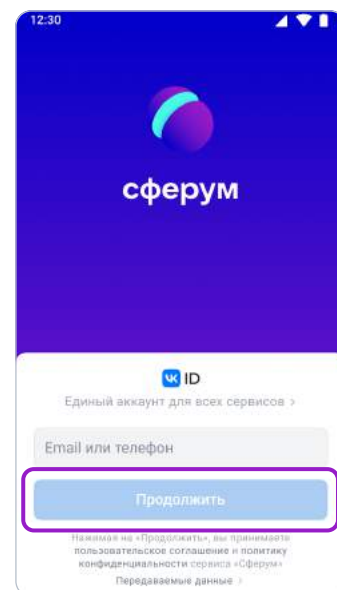 12:30
сферум
VK ID
Единый аккаунт для всех сервисов >
Email или телефон
Продолжить
Нажимая на «Продолжить», вы принимаете
пользовательское соглашение и политику
конфиденциальности сервиса «Сферум»
Передаваемые данные >